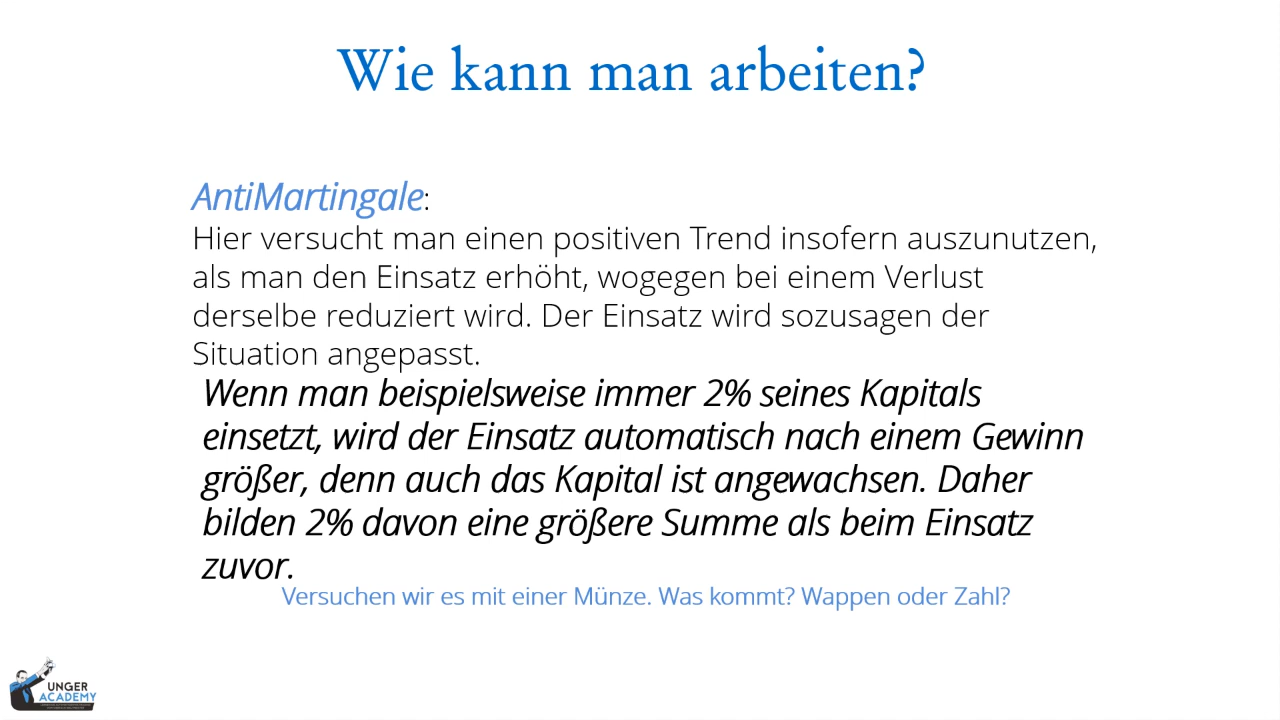 Wie kann man arbeiten?
AntiMartingale:
Hier versucht man einen positiven Trend insofern auszunutzen,
als man den Einsatz erhöht, wogegen bei einem Verlust
derselbe reduziert wird. Der Einsatz wird sozusagen der
Situation angepasst.
Wenn man beispielsweise immer 2% seines Kapitals
einsetzt, wird der Einsatz automatisch nach einem Gewinn
größer, denn auch das Kapital ist angewachsen. Daher
bilden 2% davon eine größere Summe als beim Einsatz
zuvor.
Versuchen wir es mit einer Münze. Was kommt? Wappen oder Zahl?
UNGER
ACADEMY